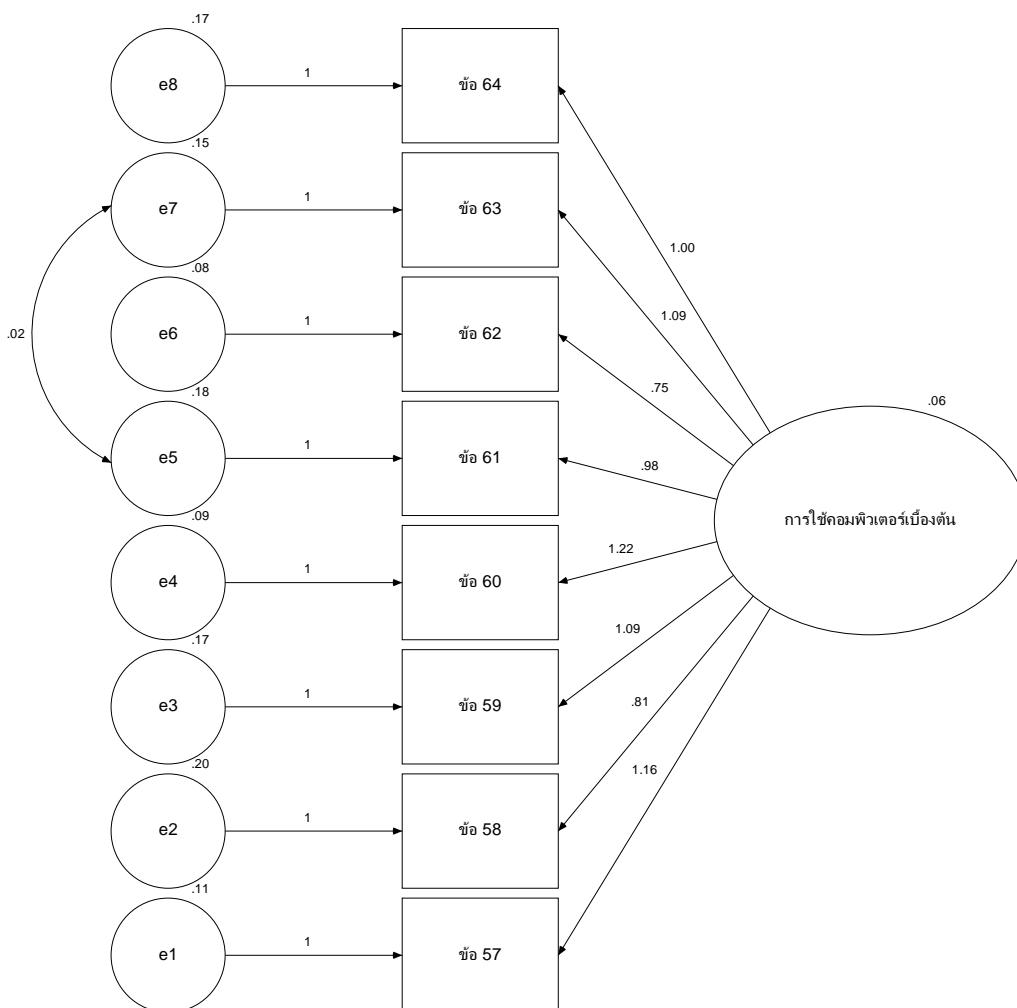 .17
e8
1
ข้อ 64
.15
e7
1
ข้อ 63
1.00
.08
1.09
e6
1
ข้อ 62
.02
.18
.75
.06
e5
1
ข้อ 61
.98
.09
การใช้คอมพิวเตอร์เบื้องต้น
1.22
e4
1
ข้อ 60
.17
1.09
e3
1
ข้อ 59
.81
.20
1.16
e2
1
ข้อ 58
.11
e1
1
ข้อ 57